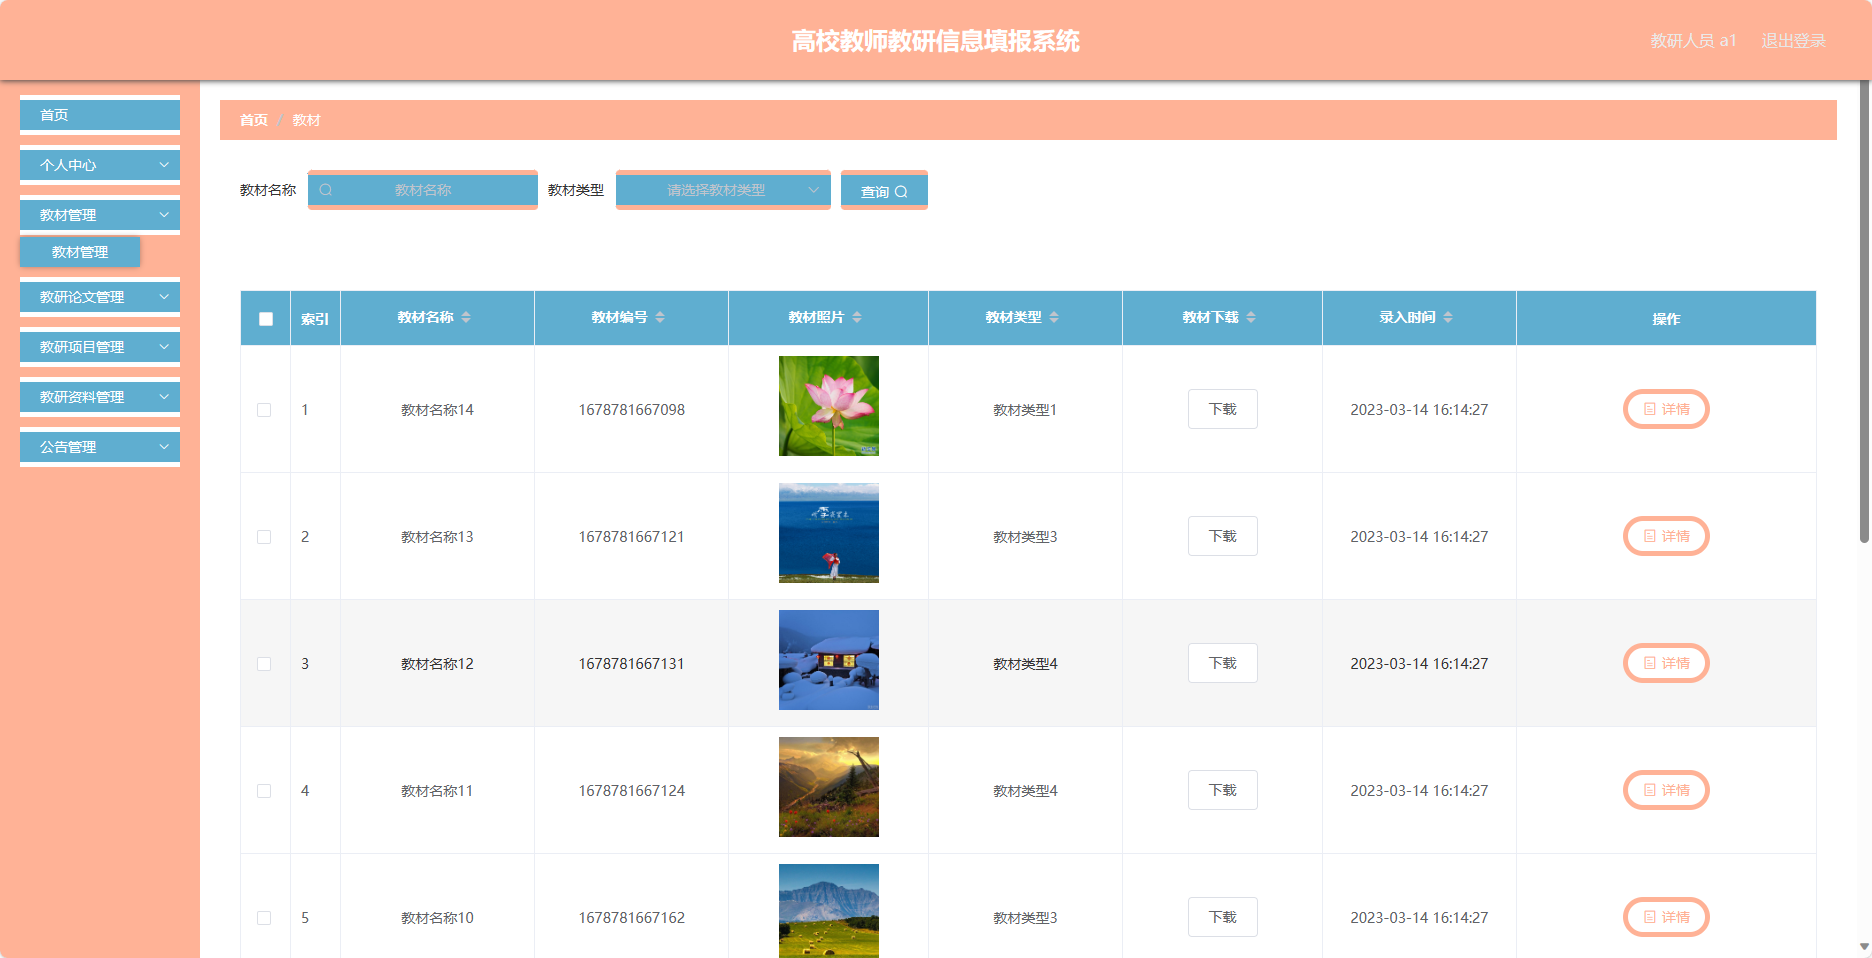 高校教师教研信息填报系统
教研人员 a1 退出登录
首页
个人中心
教材管理
教材管理
教研论文管理
教研项目管理
教研资料管理
公告管理
首页 / 教材
教材名称 教材名称 教材类型 请选择教材类型 查询
索引 教材名称 教材编号 教材照片 教材类型 教材下载 录入时间 操作
1 教材名称14 1678781667098 教材类型1 下载 2023-03-14 16:14:27 详情
2 教材名称13 1678781667121 教材类型3 下载 2023-03-14 16:14:27 详情
3 教材名称12 1678781667131 教材类型4 下载 2023-03-14 16:14:27 详情
4 教材名称11 1678781667124 教材类型4 下载 2023-03-14 16:14:27 详情
5 教材名称10 1678781667162 教材类型3 下载 2023-03-14 16:14:27 详情